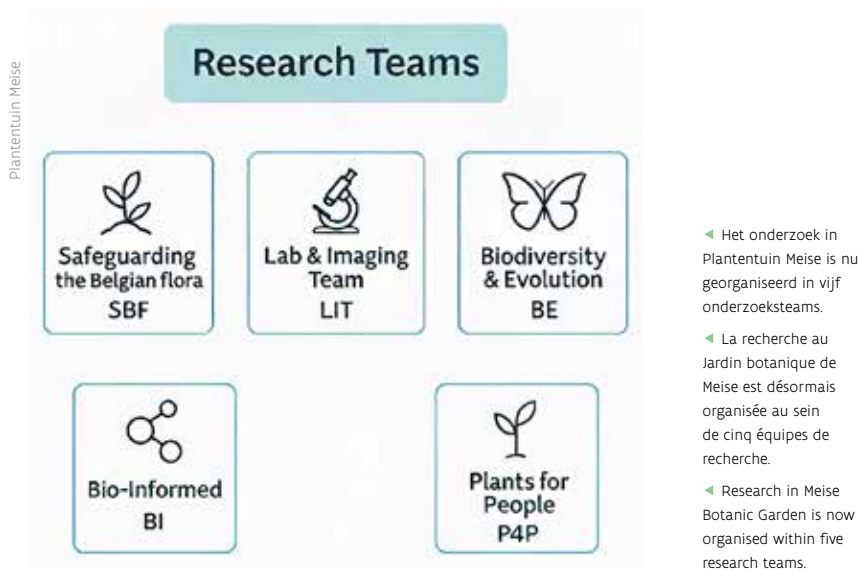 Plantentuin Meise
Research Teams
Safeguarding
the Belgian flora
SBF
Lab & Imaging
Team
LIT
Biodiversity
& Evolution
BE
Bio-Informed
BI
Plants for
People
P4P
◄ Het onderzoek in
Plantentuin Meise is nu
georganiseerd in vijf
onderzoeksteams.
◄ La recherche au
Jardin botanique de
Meise est désormais
organisée au sein
de cinq équipes de
recherche.
◄ Research in Meise
Botanic Garden is now
organised within five
research teams.